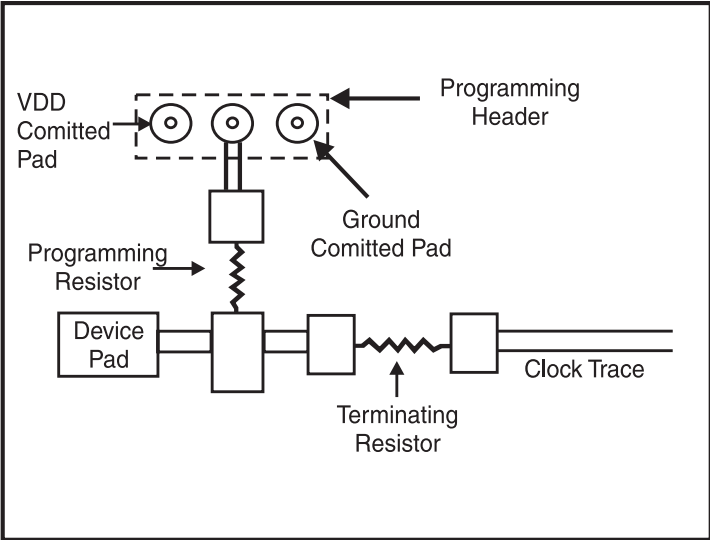 VDD
Comitted
Pad
Programming
Header
Ground
Comitted Pad
Programming
Resistor
Device
Pad
Clock Trace
Terminating
Resistor